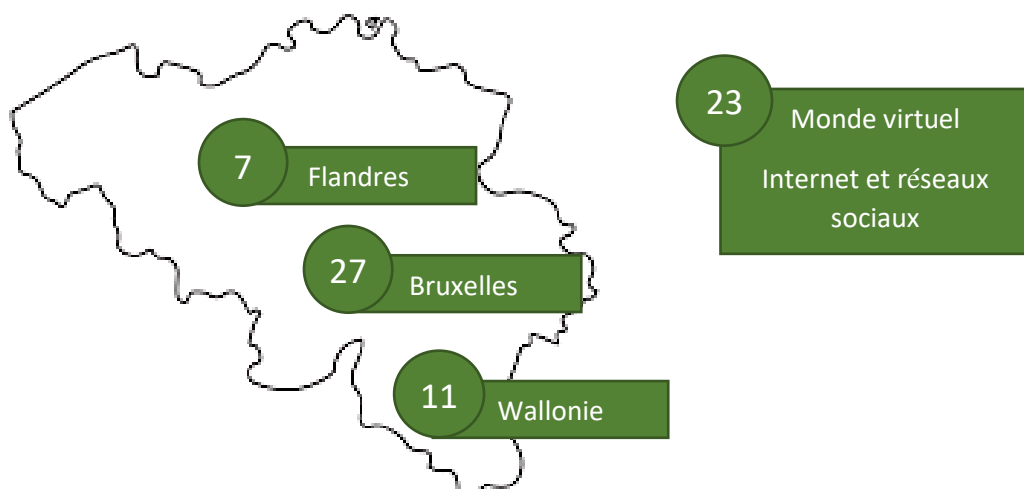 7
Flandres
27
Bruxelles
11
Wallonie
23
Monde virtuel
Internet et réseaux
sociaux